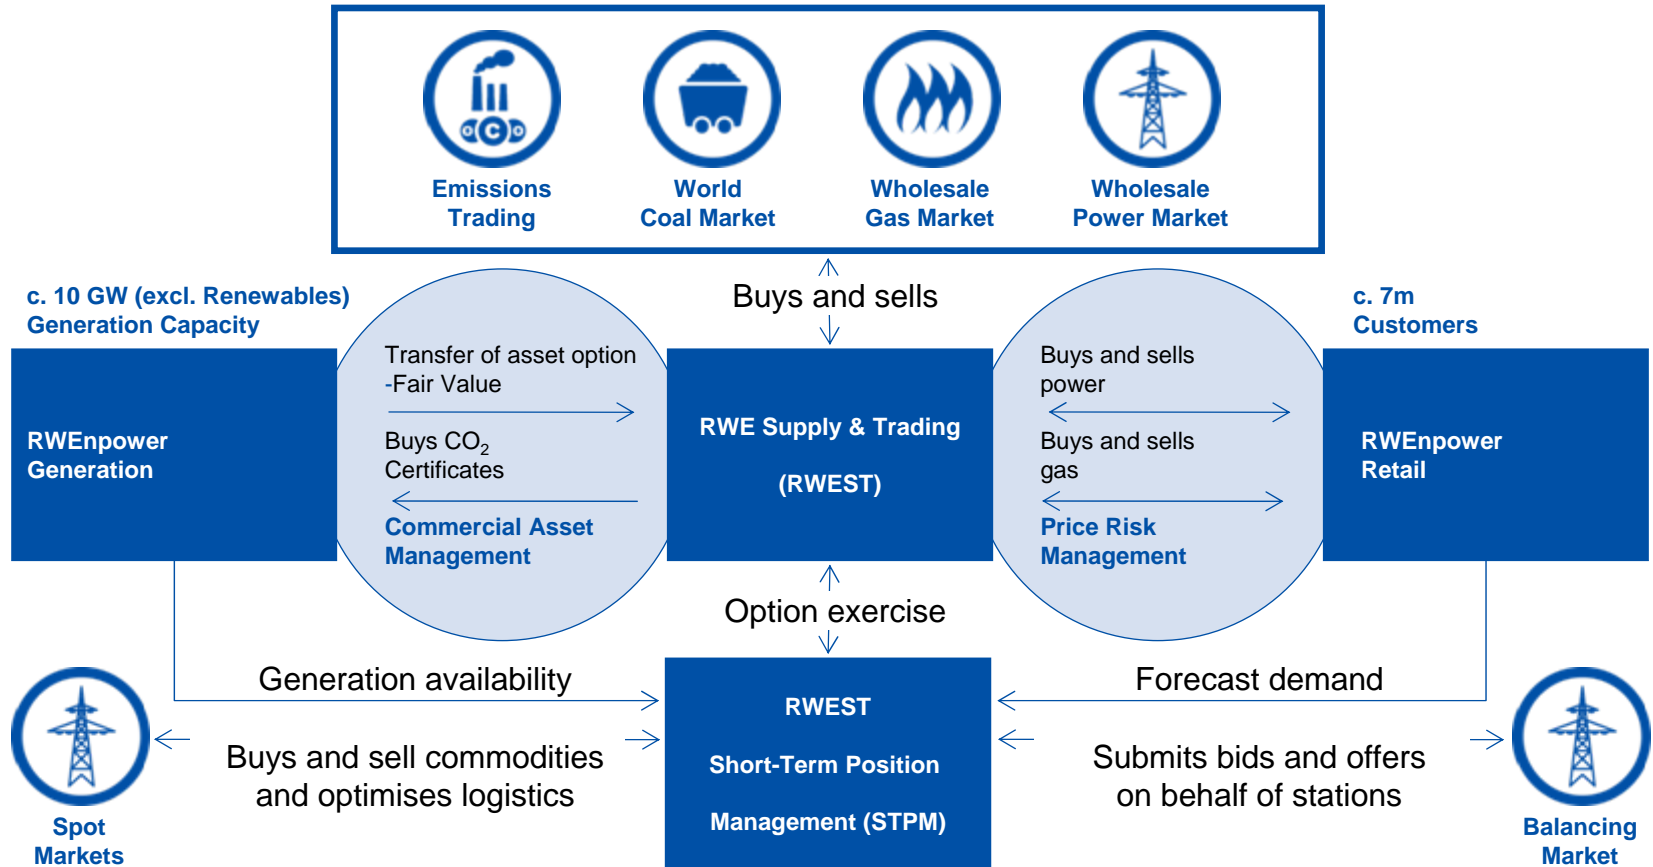 O C O
Emissions
Trading
World
Coal Market
Wholesale
Gas Market
Wholesale
Power Market
c. 10 GW (excl. Renewables)
Generation Capacity
Buys and sells
c. 7m
Customers
RWEnpower
Generation
Transfer of asset option
-Fair Value
Buys CO₂
Certificates
Commercial Asset
Management
RWE Supply & Trading
(RWEST)
Buys and sells
power
Buys and sells
gas
Price Risk
Management
RWEnpower
Retail
Option exercise
Generation availability
Forecast demand
Buys and sell commodities
and optimises logistics
RWEST
Short-Term Position
Management (STPM)
Submits bids and offers
on behalf of stations
Spot
Markets
Balancing
Market